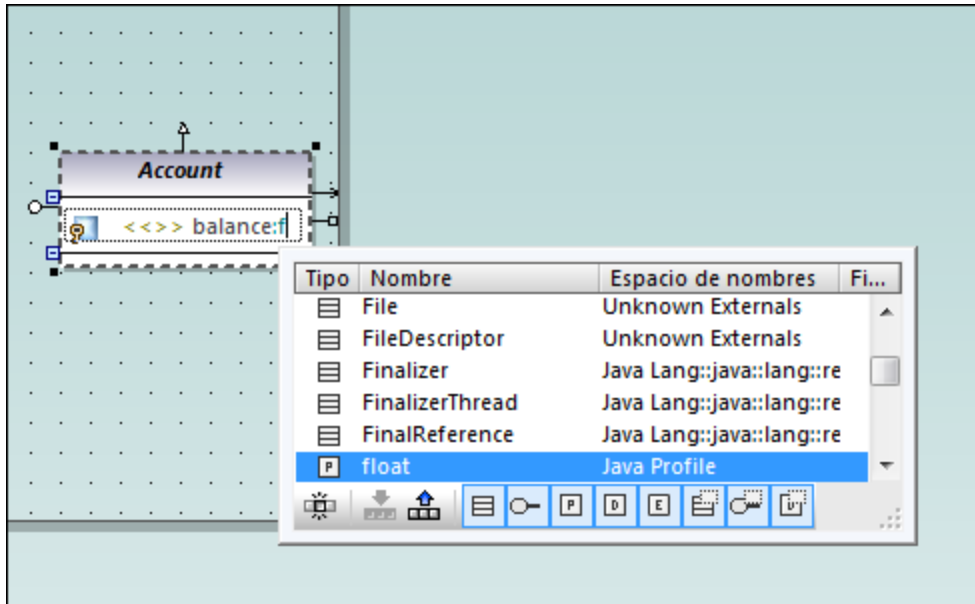 Account
<<>> balance:f
Tipo Nombre Espacio de nombres Fi...
File Unknown Externals
FileDescriptor Unknown Externals
Finalizer Java Lang::java::lang::re
FinalizerThread Java Lang::java::lang::re
FinalReference Java Lang::java::lang::re
P float Java Profile
P D E D